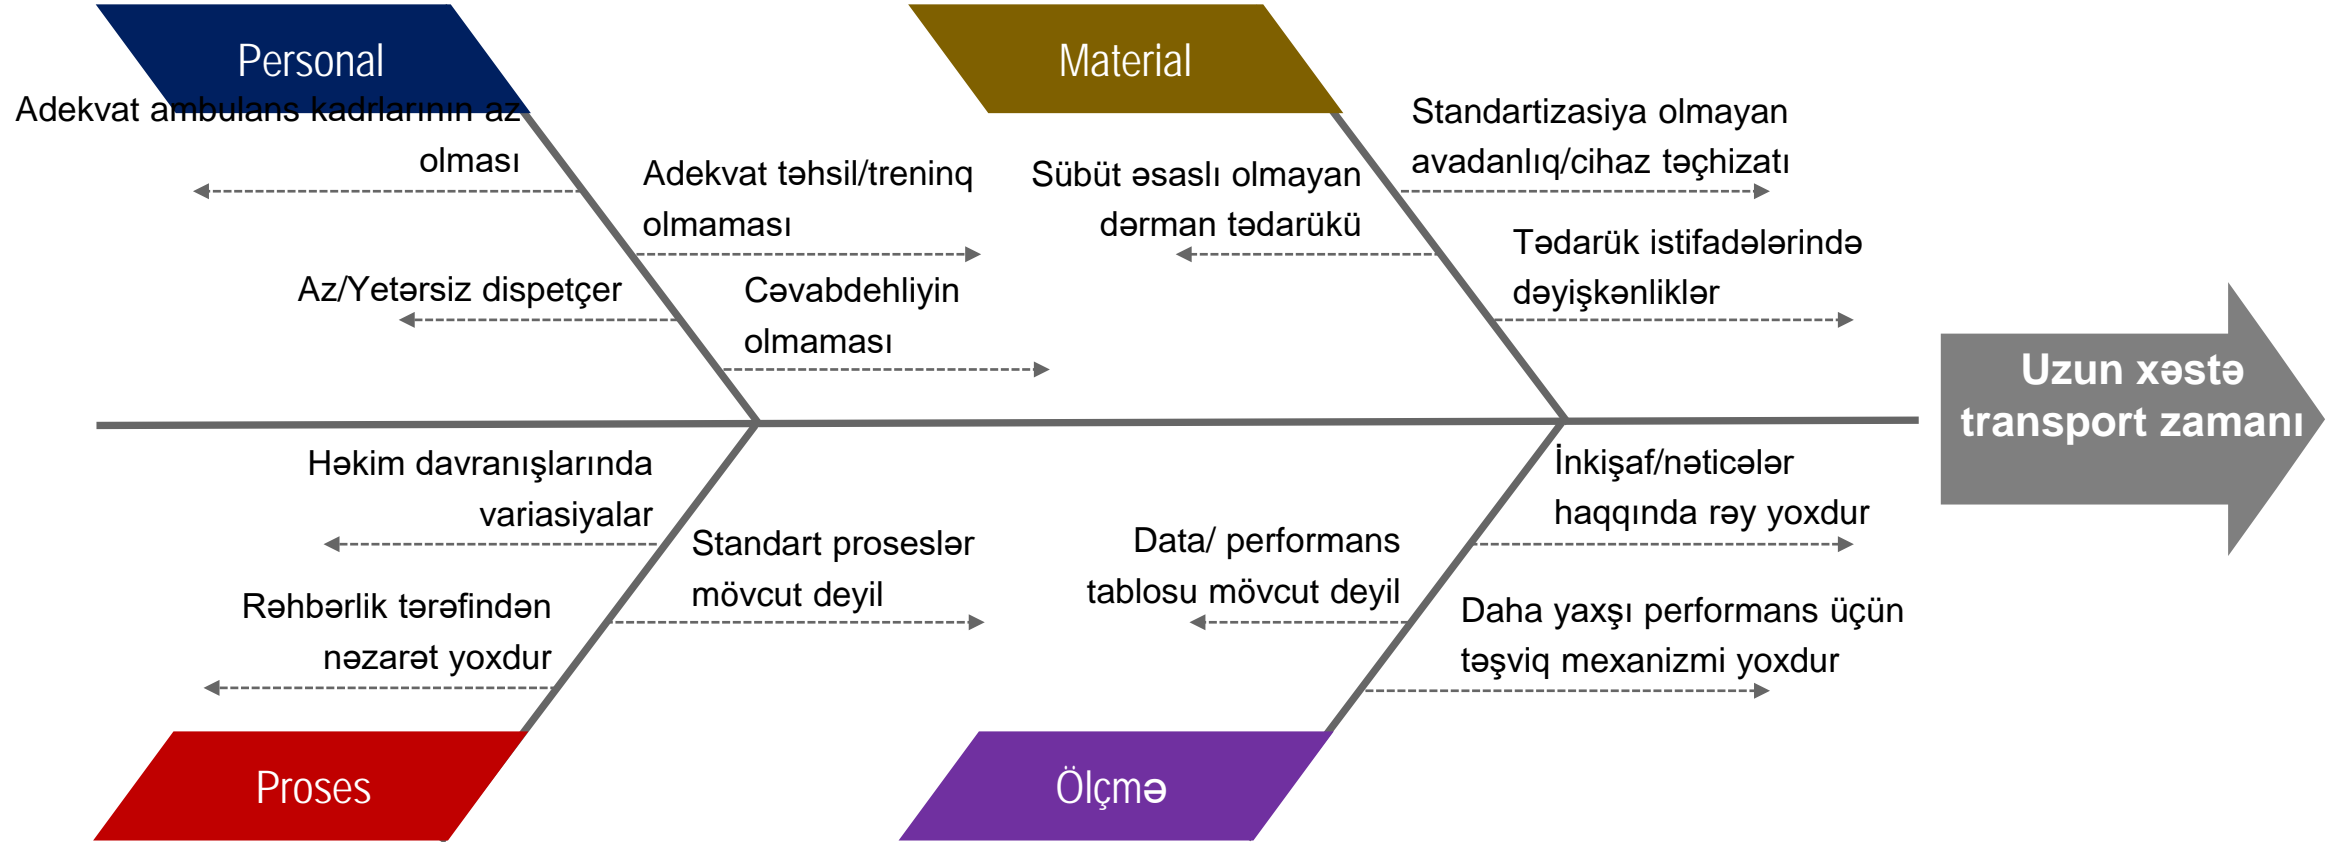 Personal
Adekvat ambulans kadrlarının az
olması
Adekvat təhsil/treninq
olmaması
Az/Yetərsiz dispetçer
Cəvabdehliyin
olmaması
Material
Standartizasiya olmayan
avadanlıq/cihaz təçhizatı
Sübüt əsaslı olmayan
dərman tədarükü
Tədarük istifadələrində
dəyişkənliklər
Uzun xəstə
transport zamanı
Həkim davranışlarında
variasiyalar
Standart proseslər
mövcut deyil
Rəhbərlik tərəfindən
nəzarət yoxdur
Proses
İnkişaf/nəticələr
haqqında rəy yoxdur
Data/ performans
tablosu mövcut deyil
Daha yaxşı performans üçün
təşviq mexanizmi yoxdur
Ölçmə